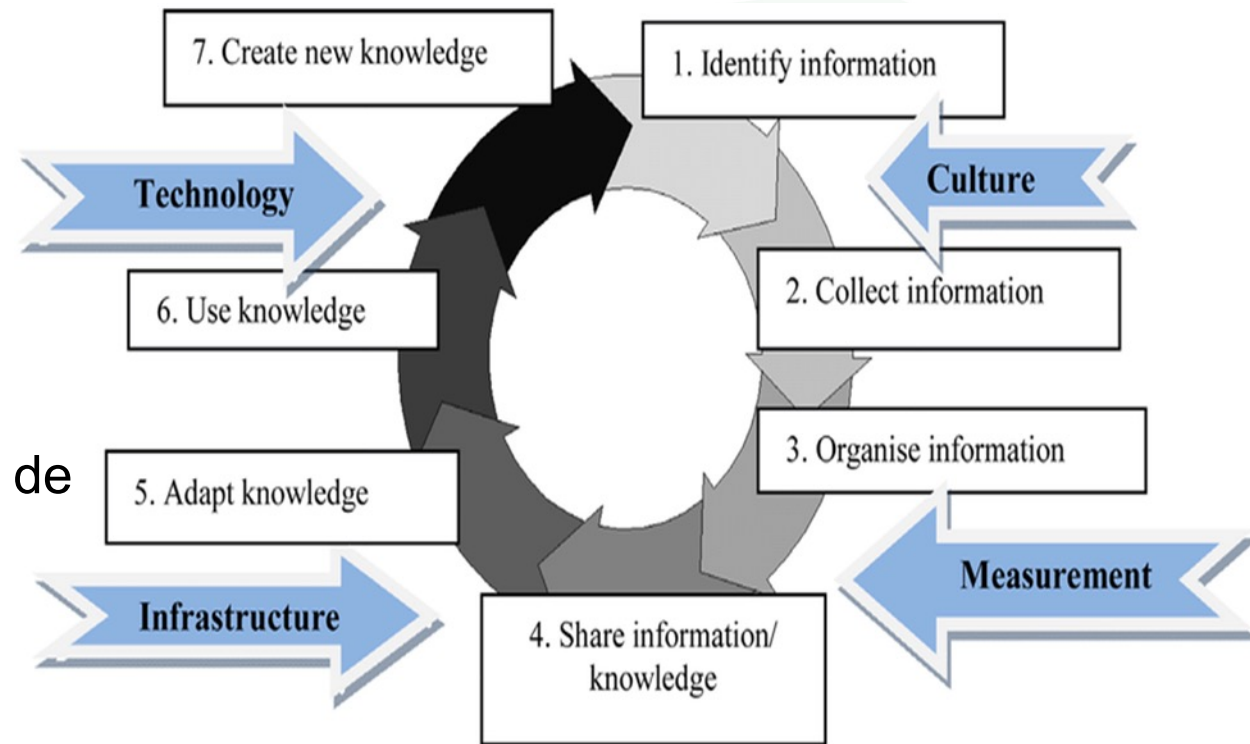 7. Create new knowledge
1. Identify information
Technology
Culture
6. Use knowledge
2. Collect information
de
5. Adapt knowledge
3. Organise information
Infrastructure
Measurement
4. Share information/
knowledge